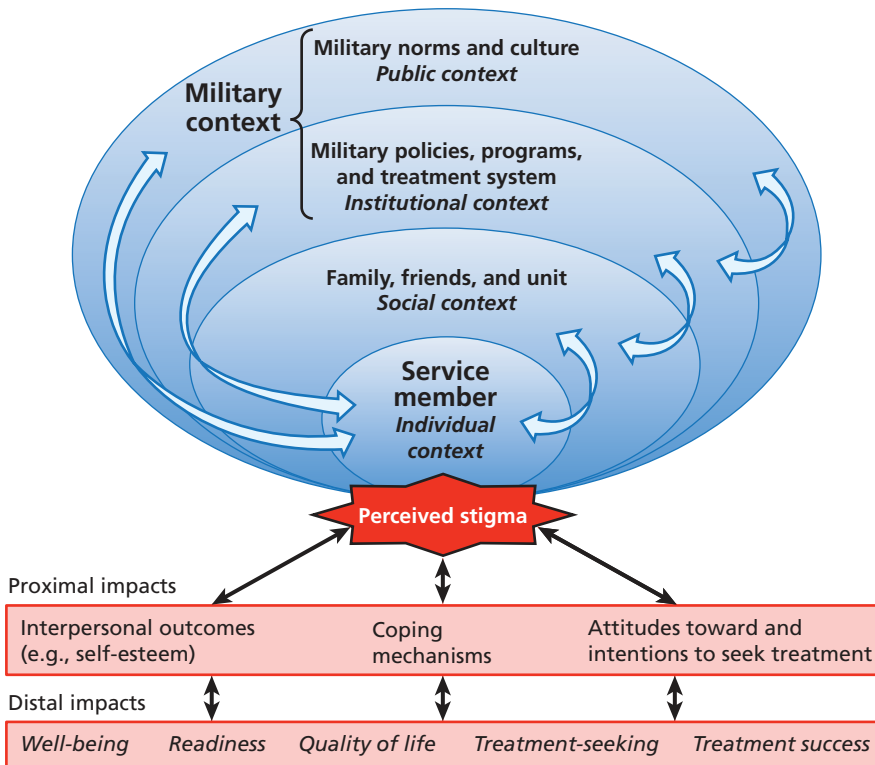 Military norms and culture
Public context
Military
context
Military policies, programs,
and treatment system
Institutional context
Family, friends, and unit
Social context
Service
member
Individual
context
Perceived stigma
Proximal impacts
Interpersonal outcomes
(e.g., self-esteem)
Coping
mechanisms
Attitudes toward and
intentions to seek treatment
Distal impacts
Well-being Readiness Quality of life Treatment-seeking Treatment success